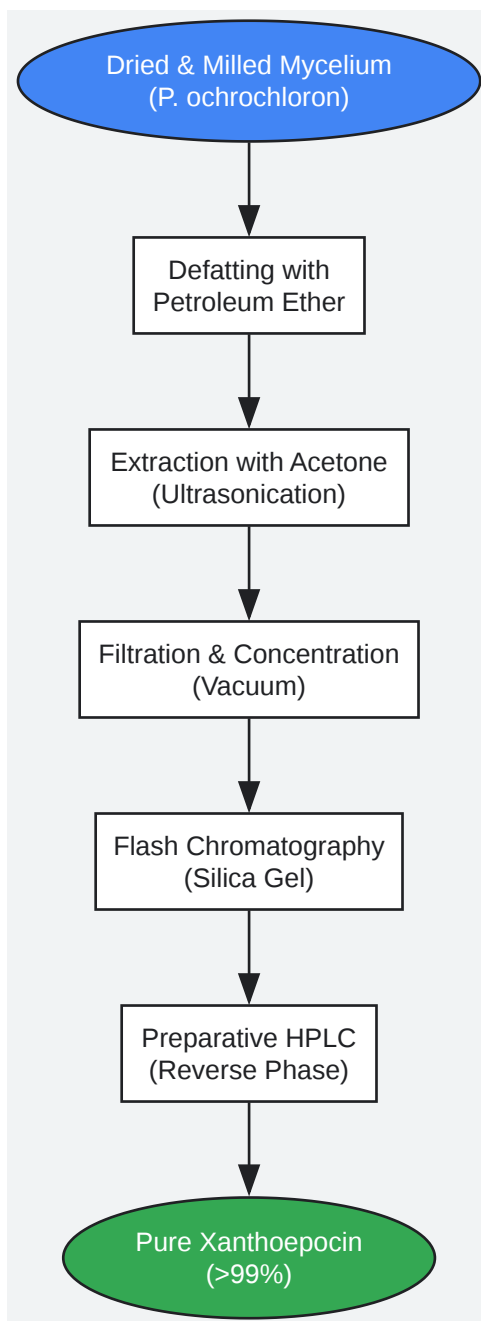 Dried & Milled Mycelium
(P. ochrochloron)
Defatting with
Petroleum Ether
Extraction with Acetone
(Ultrasonication)
Filtration & Concentration
(Vacuum)
Flash Chromatography
(Silica Gel)
Preparative HPLC
(Reverse Phase)
Pure Xanthoepocin
(>99%)